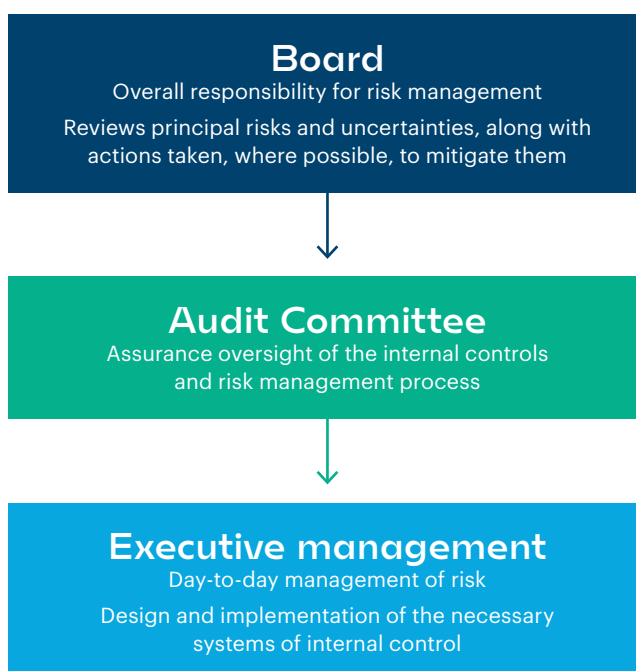 Board
Overall responsibility for risk management
Reviews principal risks and uncertainties, along with
actions taken, where possible, to mitigate them
Audit Committee
Assurance oversight of the internal controls
and risk management process
Executive management
Day-to-day management of risk
Design and implementation of the necessary
systems of internal control